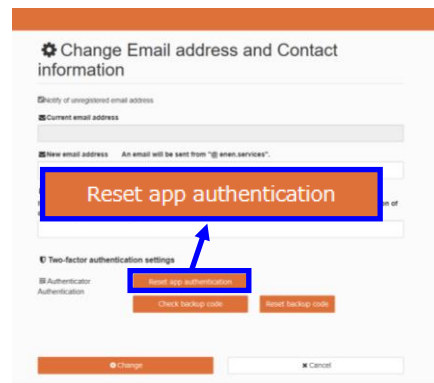 Change Email address and Contact
information
Notify of unregistered email address
Current email address
New email address An email will be sent from "@ enen.services".
Reset app authentication
on of
Two-factor authentication settings
Authenticator
Authentication
Reset app authentication
Check backup code
Reset backup code
Change
Cancel